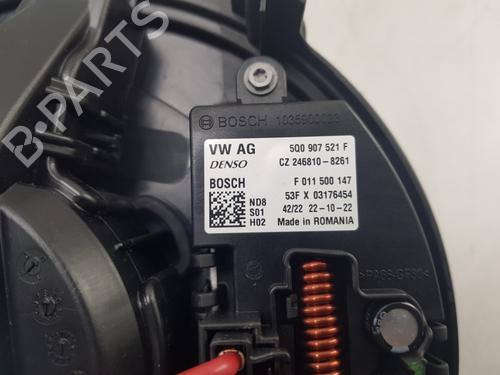 B-PARTS
BOSCH 1035900033
VW AG 5Q0 907 521 F
DENSO CZ 246810-8261
BOSCH F 011 500 147
ND8 53F X 03176454
S01 42/22 22-10-22
H02 Made in ROMANIA